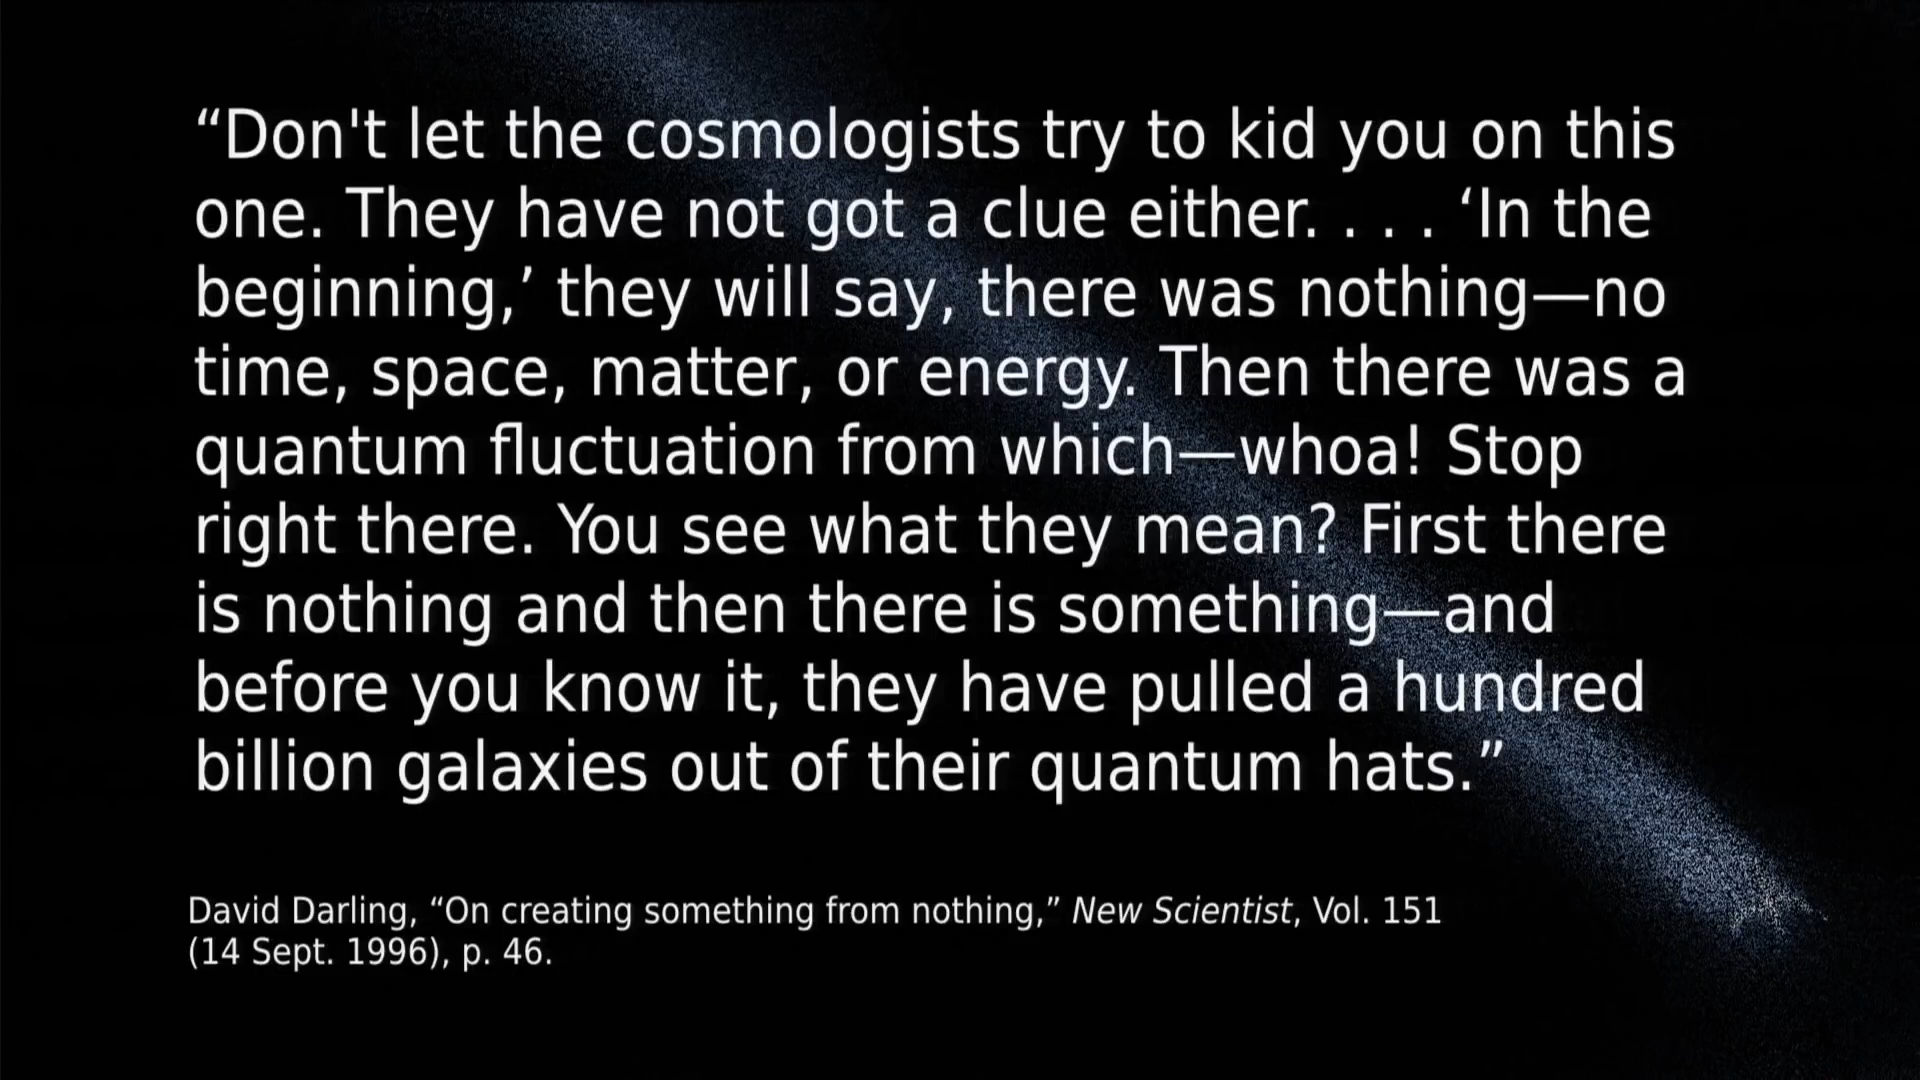 “Don't let the cosmologists try to kid you on this
one. They have not got a clue either. . . . ‘In the
beginning,’ they will say, there was nothing—no
time, space, matter, or energy. Then there was a
quantum fluctuation from which—whoa! Stop
right there. You see what they mean? First there
is nothing and then there is something—and
before you know it, they have pulled a hundred
billion galaxies out of their quantum hats.”
David Darling, “On creating something from nothing,” New Scientist, Vol. 151
(14 Sept. 1996), p. 46.